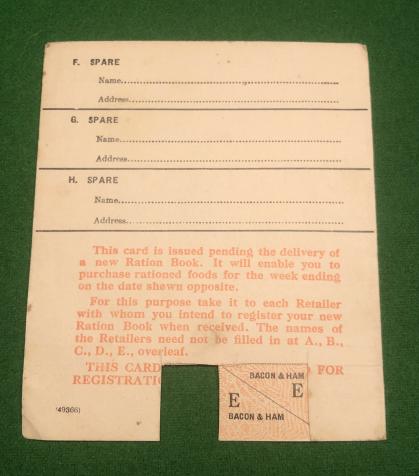 F. SPARE
Name
Address
G. SPARE
Name
Address
H. SPARE
Name
Address
This card is issued pending the delivery of
a new Ration Book. It will enable you to
purchase rationed foods for the week ending
on the date shewn opposite.
For this purpose take it to each Retailer
with whom you intend to register your new
Ration Book when received. The names of
the Retailers need not be filled in at A., B.,
C., D., E., overleaf.
THIS CARD FOR
REGISTRATIO
BACON & HAM
E E
BACON & HAM
(49366)